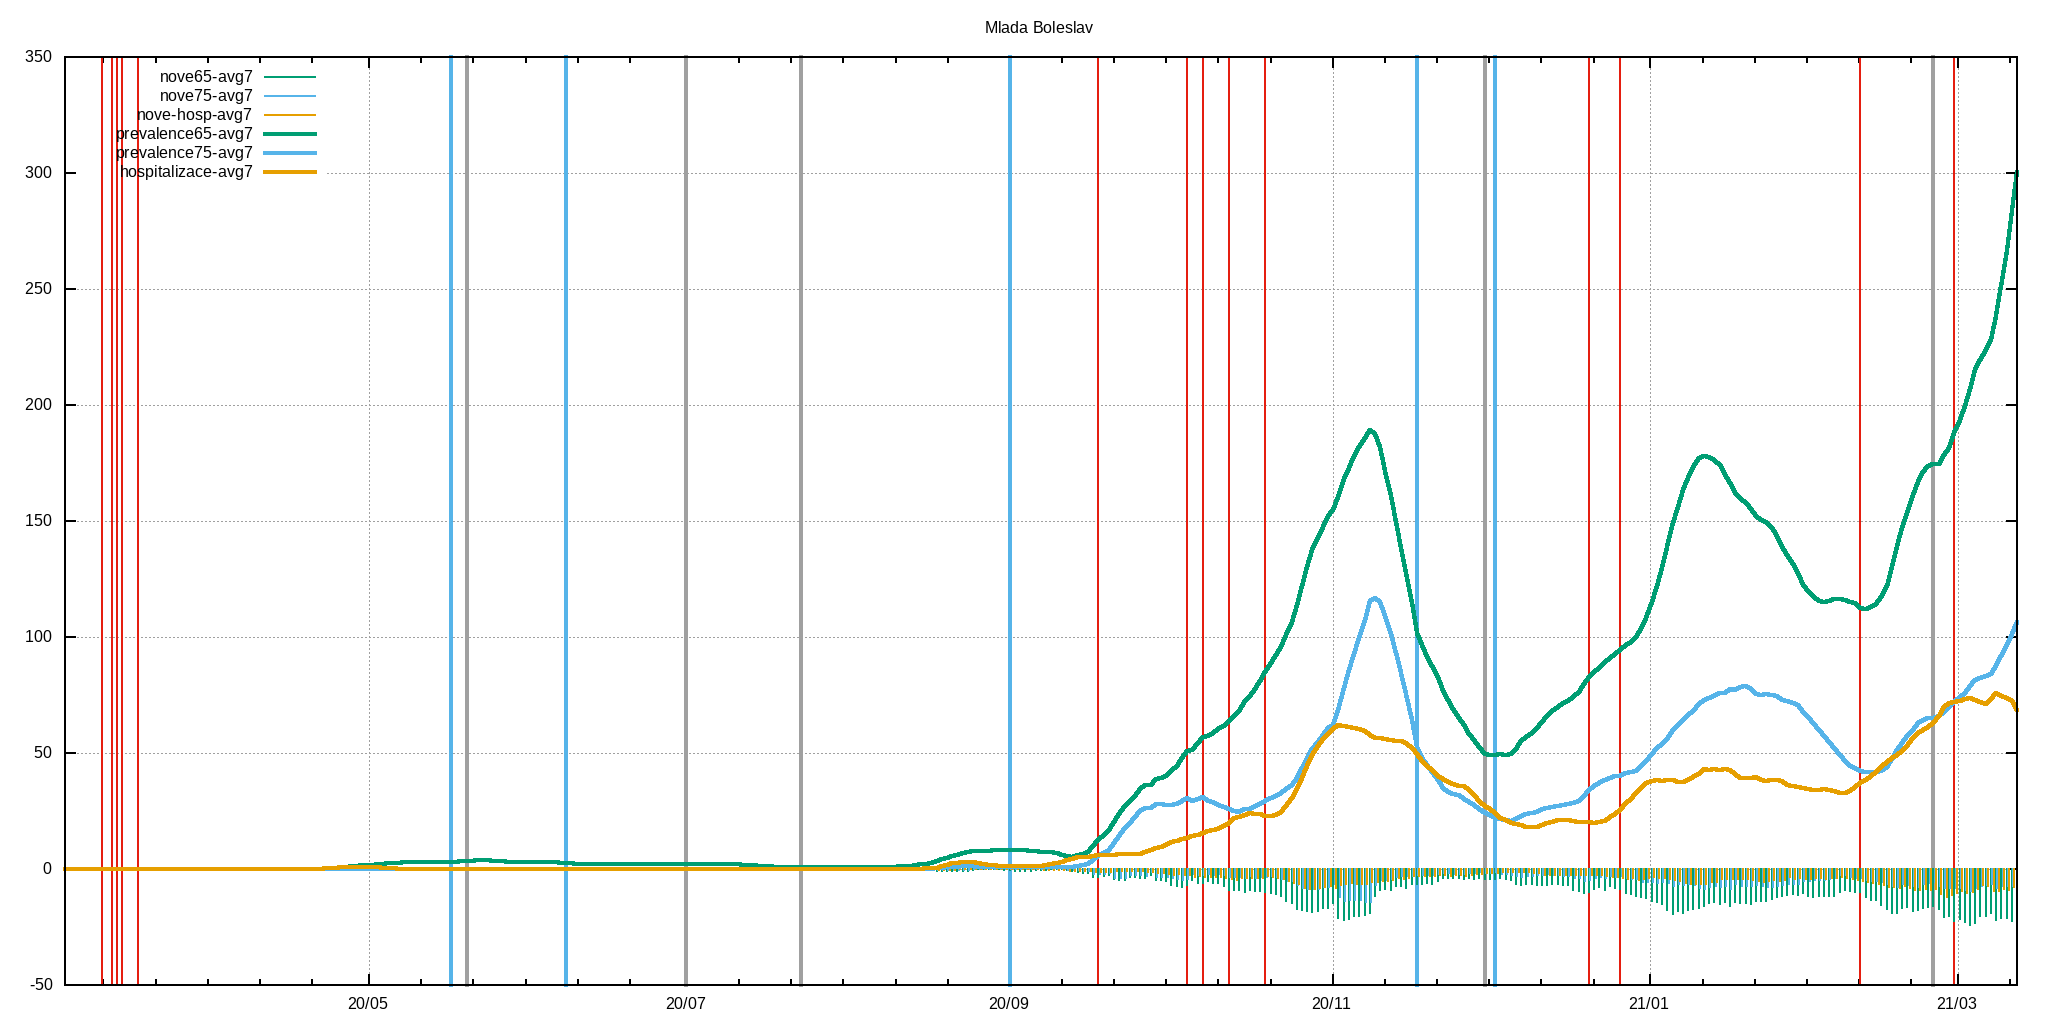 Mlada Boleslav
350
300
250
200
150
100
50
0
-50
nove65-avg7
nove75-avg7
nove-hosp-avg7
prevalence65-avg7
prevalence75-avg7
hospitalizace-avg7
20/05
20/07
20/09
20/11
21/01
21/03